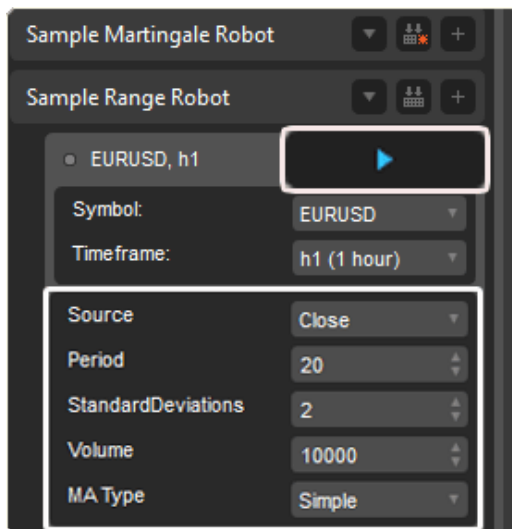 Sample Martingale Robot
Sample Range Robot
EURUSD, h1
Symbol: EURUSD
Timeframe: h1 (1 hour)
Source Close
Period 20
StandardDeviations 2
Volume 10000
MA Type Simple